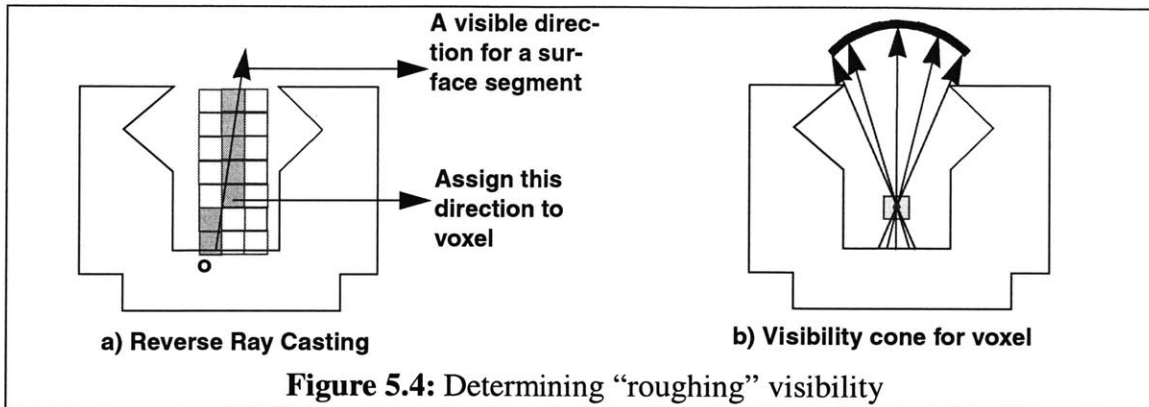 A visible direc-
tion for a sur-
face segment
Assign this
direction to
voxel
O
a) Reverse Ray Casting
b) Visibility cone for voxel
Figure 5.4: Determining “roughing” visibility